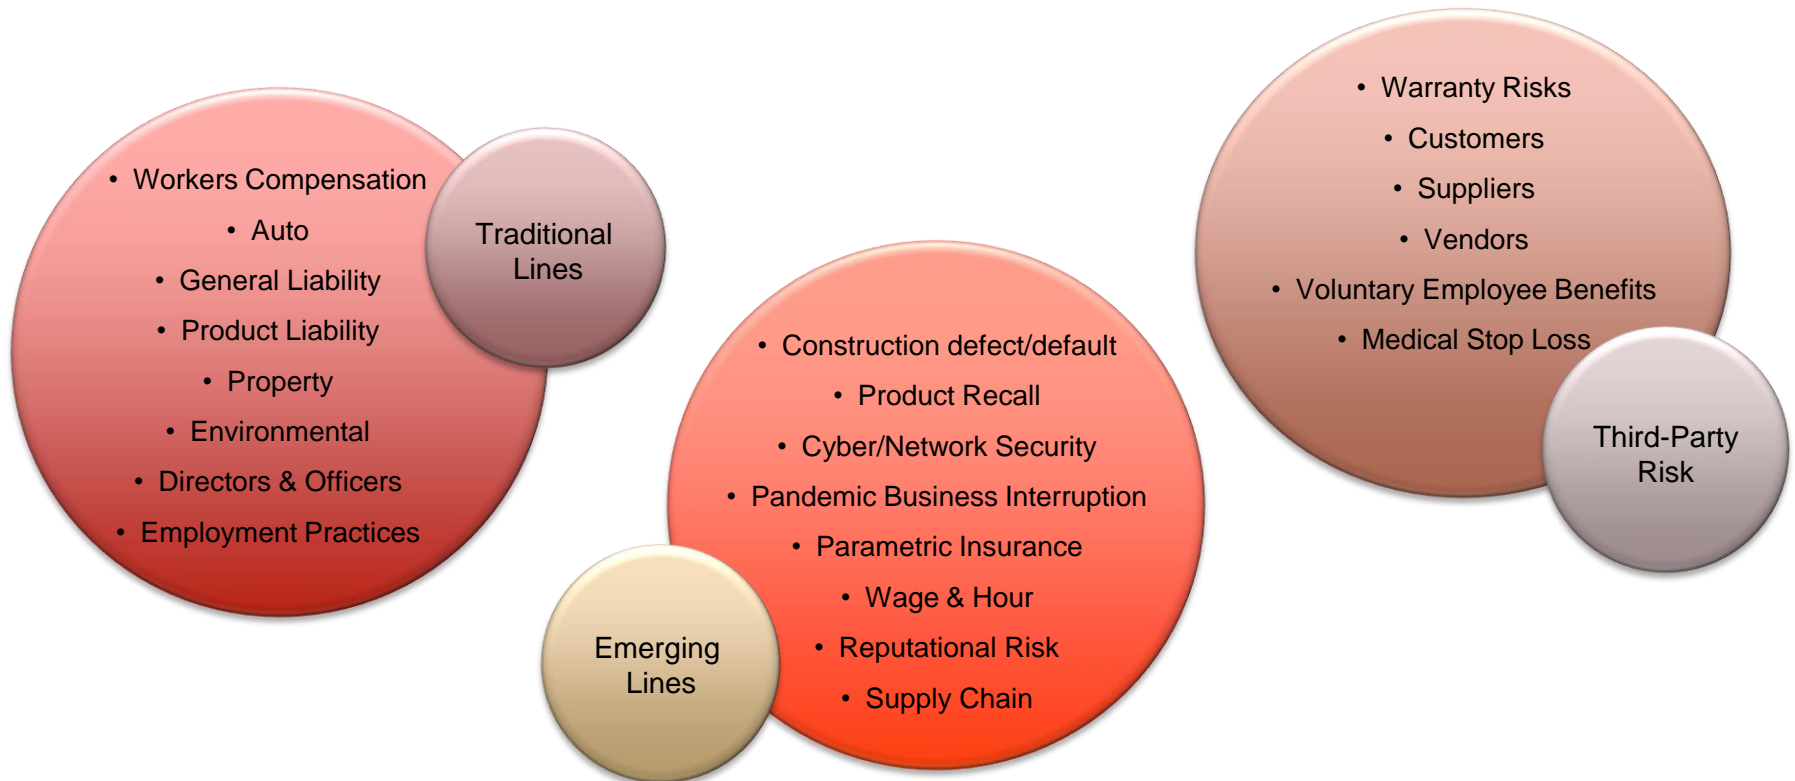 • Workers Compensation
• Auto
• General Liability
• Product Liability
• Property
• Environmental
• Directors & Officers
• Employment Practices
Traditional
Lines
• Construction defect/default
• Product Recall
• Cyber/Network Security
• Pandemic Business Interruption
• Parametric Insurance
• Wage & Hour
• Reputational Risk
• Supply Chain
Emerging
Lines
• Warranty Risks
• Customers
• Suppliers
• Vendors
• Voluntary Employee Benefits
• Medical Stop Loss
Third-Party
Risk